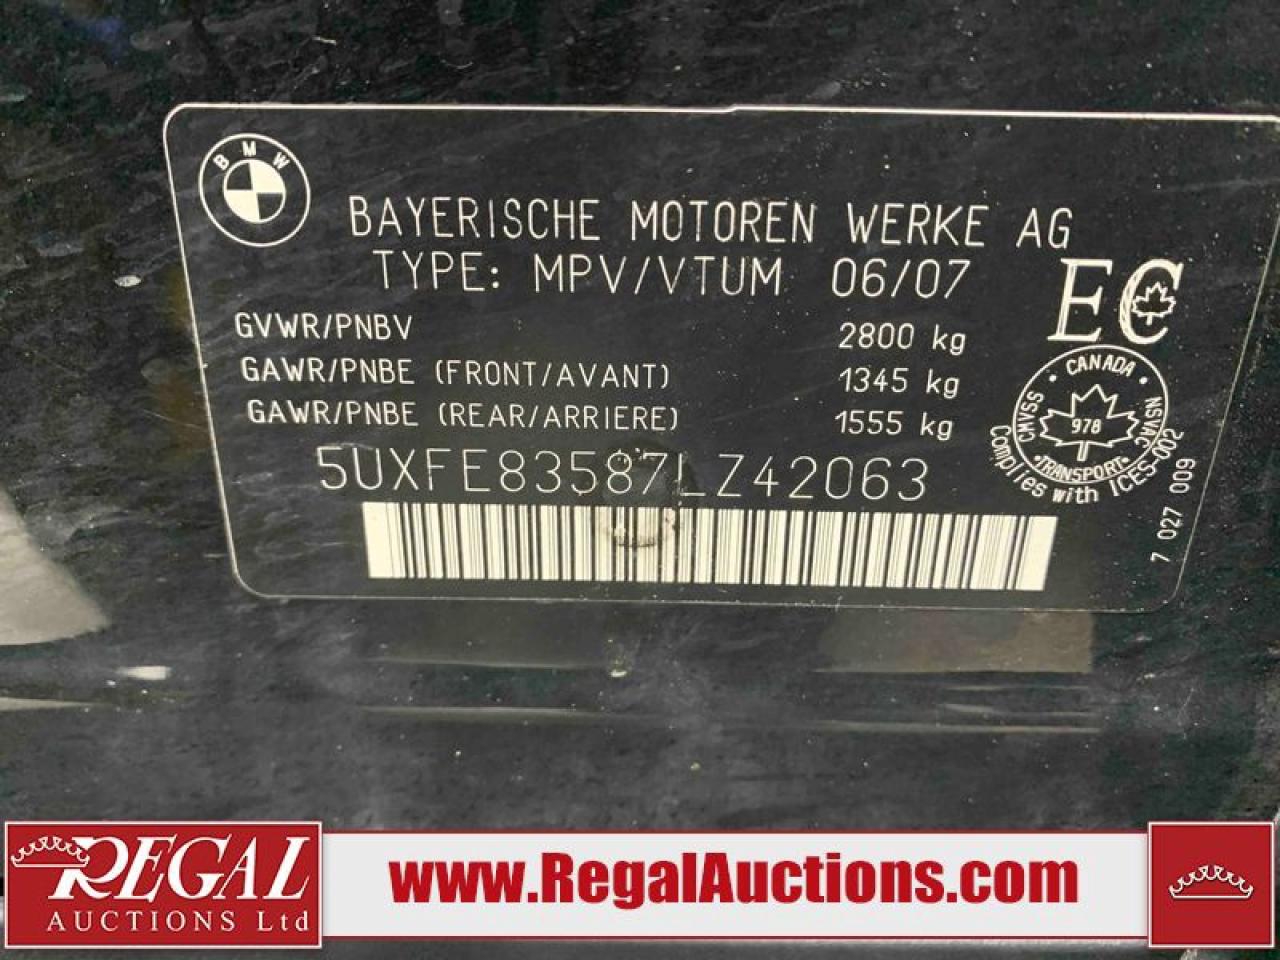 BMW
BAYERISCHE MOTOREN WERKE AG
TYPE: MPV/VTUM 06/07
GVWR/PNBV 2800 kg
GAWR/PNBE (FRONT/AVANT) 1345 kg
GAWR/PNBE (REAR/ARRIERE) 1555 kg
5UXFE83587LZ42063
EC
CANADA
CMVSS
NSVAC
978
TRANSPORT
Complies with ICES-002
7 027 009
REGAL
AUCTIONS Ltd
www.RegalAuctions.com